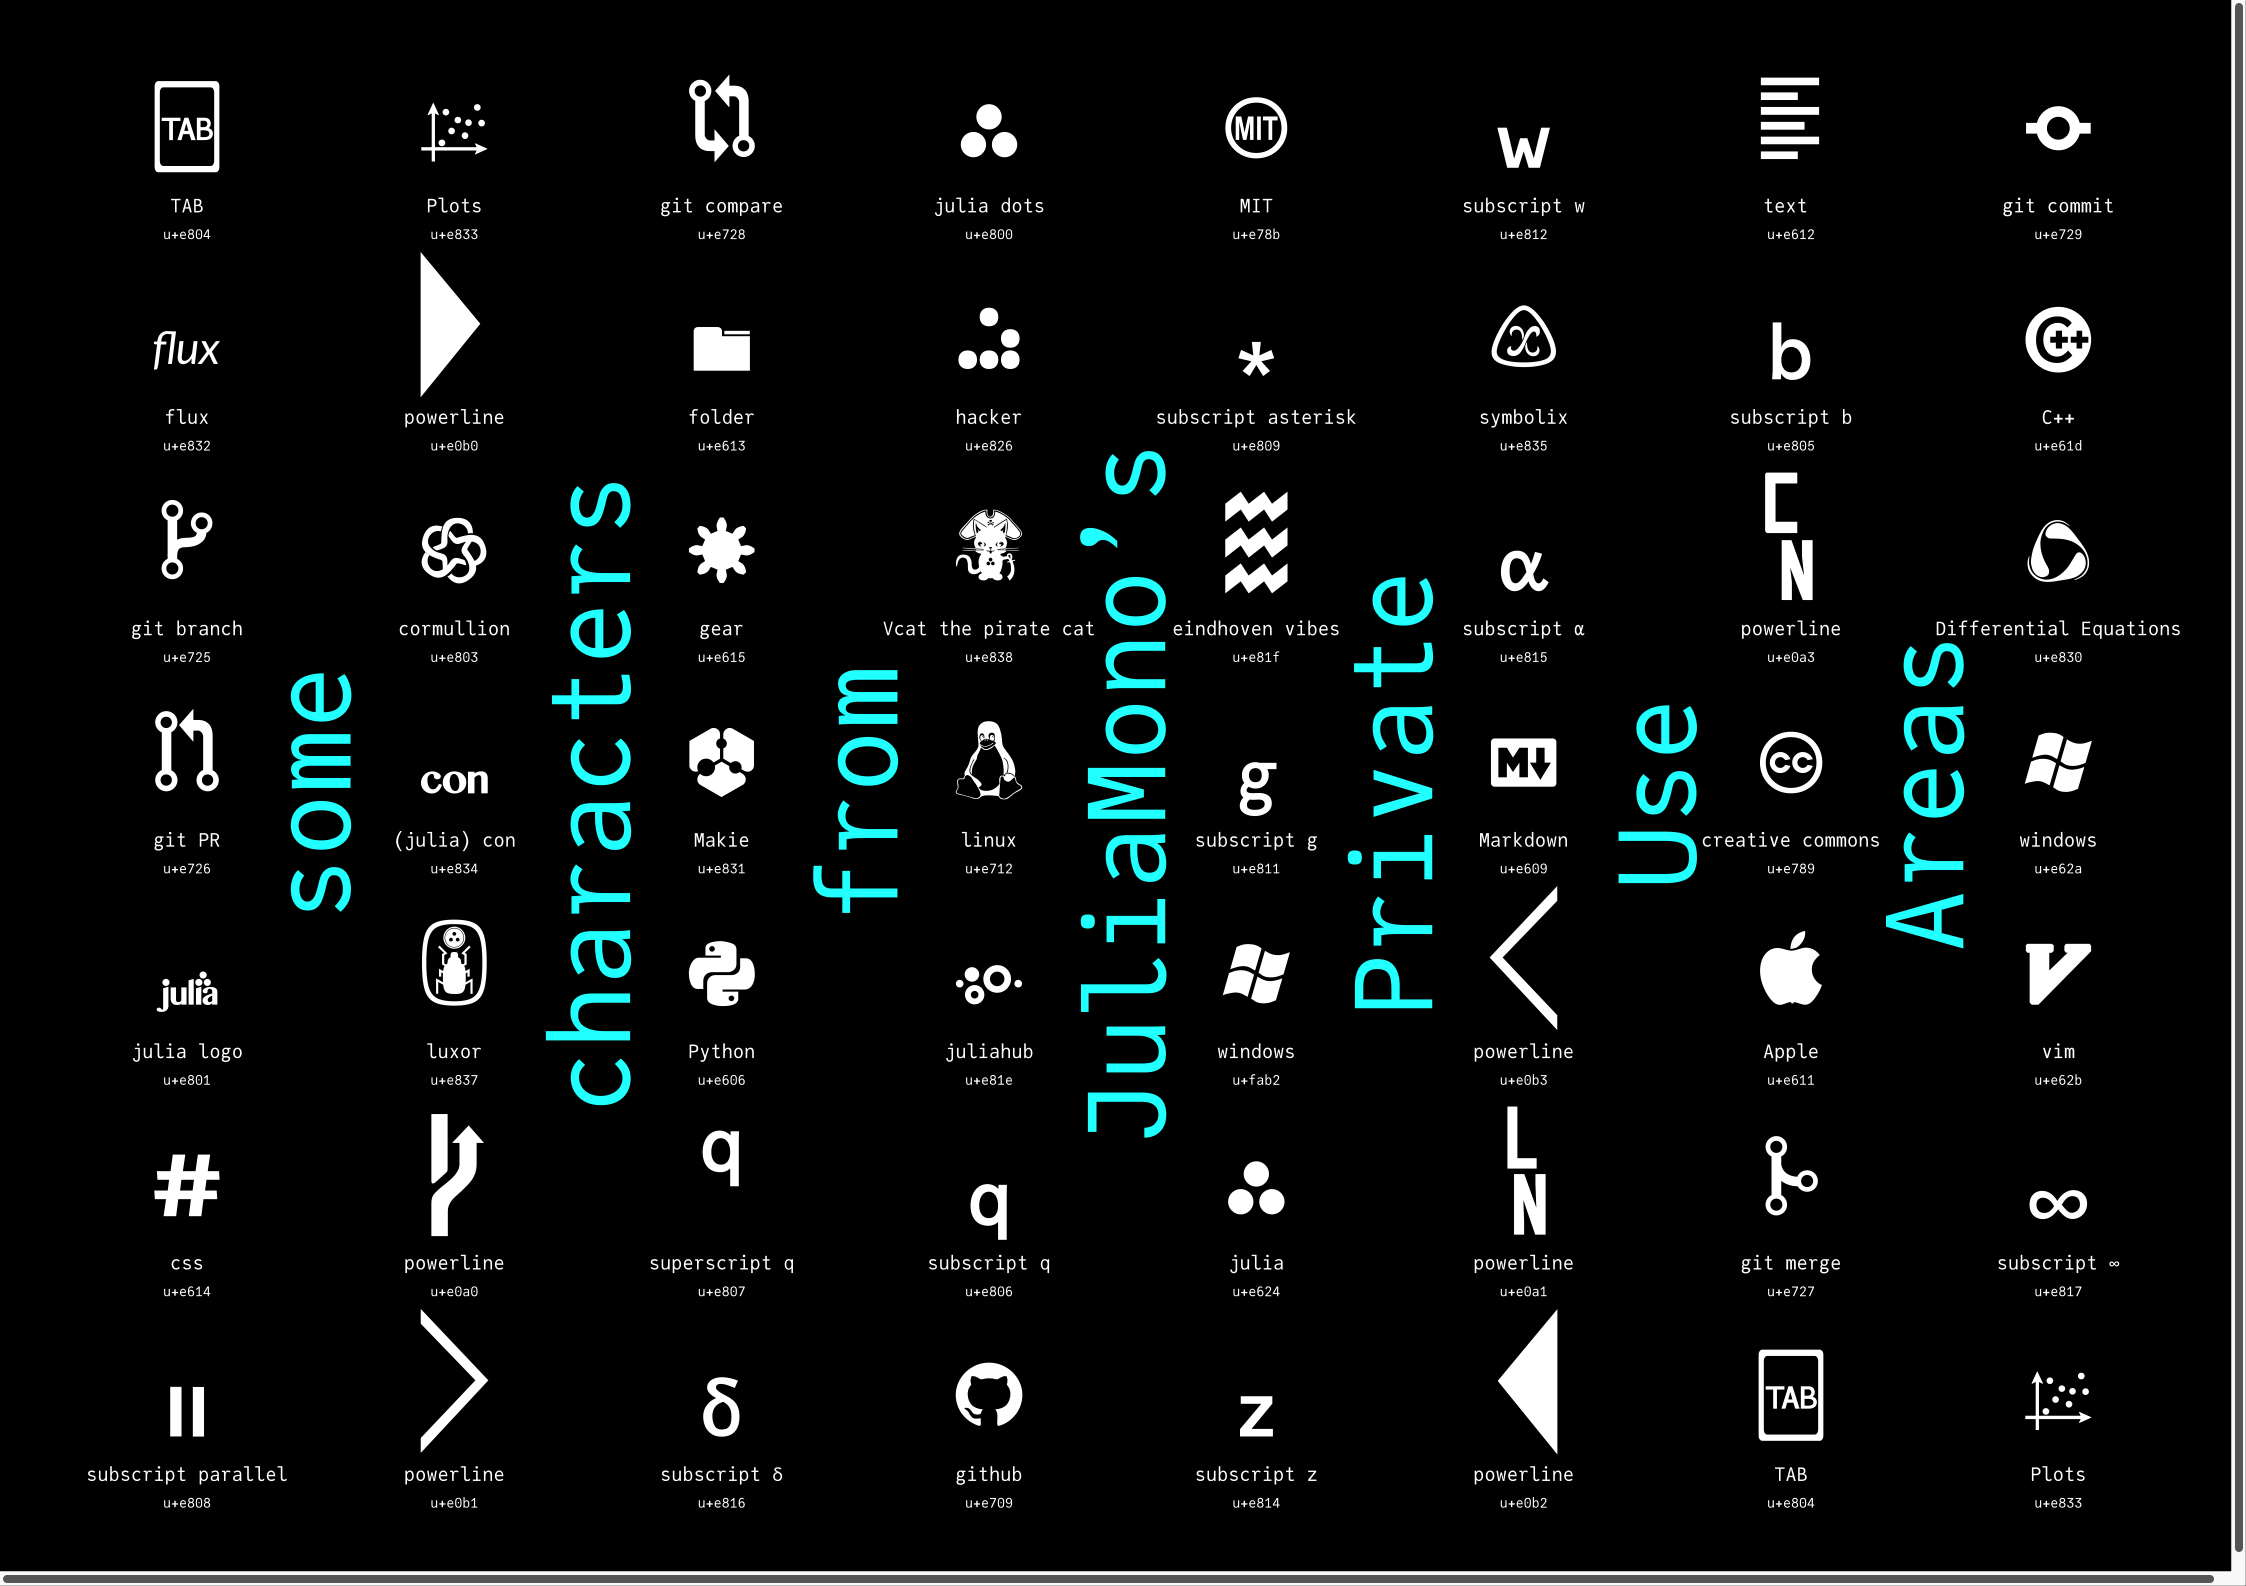 TAB MIT w
TAB Plots git compare julia dots MIT subscript w text git commit
u+e804 u+e833 u+e728 u+e800 u+e78b u+e812 u+e612 u+e729
flux * b C++
flux powerline folder hacker subscript asterisk symbolix subscript b C++
u+e832 u+e0b0 u+e613 u+e826 u+e809 u+e835 u+e805 u+e61d
α C N
git branch cormullion gear Vcat the pirate cat eindhoven vibes subscript α powerline Differential Equations
u+e725 u+e803 u+e615 u+e838 u+e81f u+e815 u+e0a3 u+e830
con g M cc
git PR (julia) con Makie linux subscript g Markdown creative commons windows
u+e726 u+e834 u+e831 u+e712 u+e811 u+e609 u+e789 u+e62a
julia
julia logo luxor Python juliahub windows powerline Apple vim
u+e801 u+e837 u+e606 u+e81e u+fab2 u+e0b3 u+e611 u+e62b
# q q L N ∞
css powerline superscript q subscript q julia powerline git merge subscript ∞
u+e614 u+e0a0 u+e807 u+e806 u+e624 u+e0a1 u+e727 u+e817
δ z TAB
subscript parallel powerline subscript δ github subscript z powerline TAB Plots
u+e808 u+e0b1 u+e816 u+e709 u+e814 u+e0b2 u+e804 u+e833
some
characters
from
JuliaMono’s
Private
Use
Areas